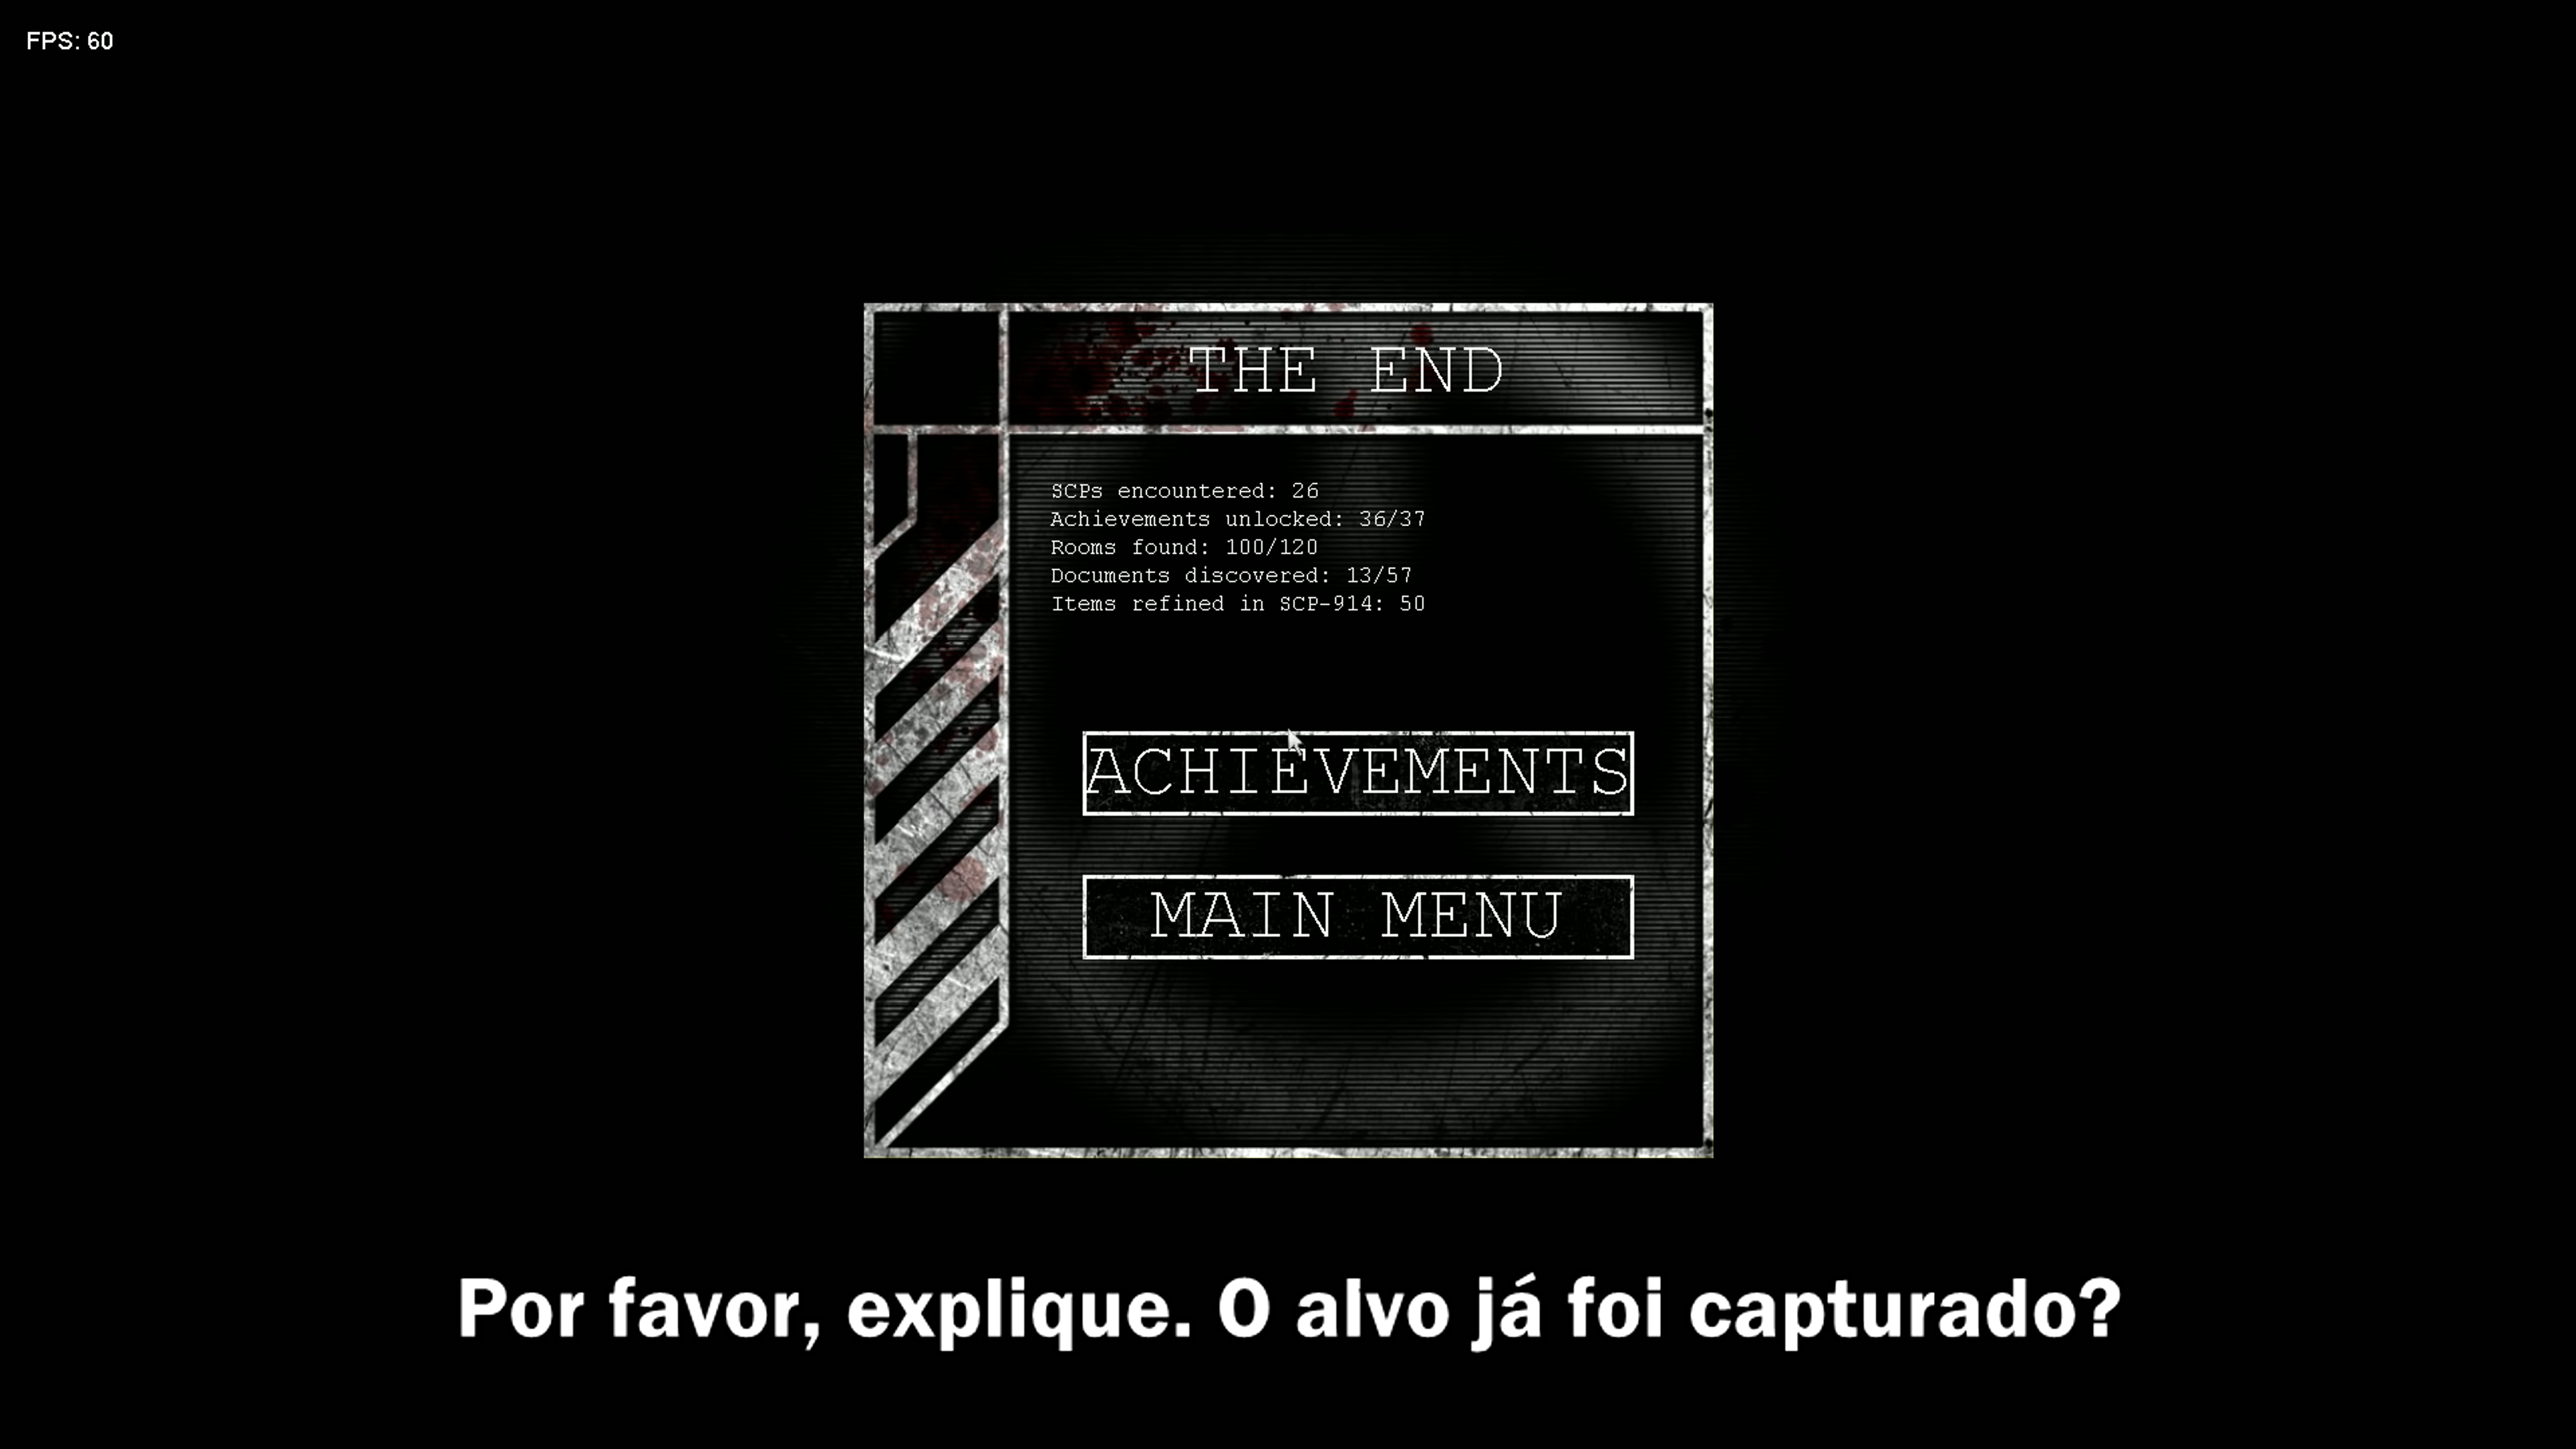 FPS: 60
THE END
SCPs encountered: 26
Achievements unlocked: 36/37
Rooms found: 100/120
Documents discovered: 13/57
Items refined in SCP-914: 50
ACHIEVEMENTS
MAIN MENU
Por favor, explique. O alvo já foi capturado?